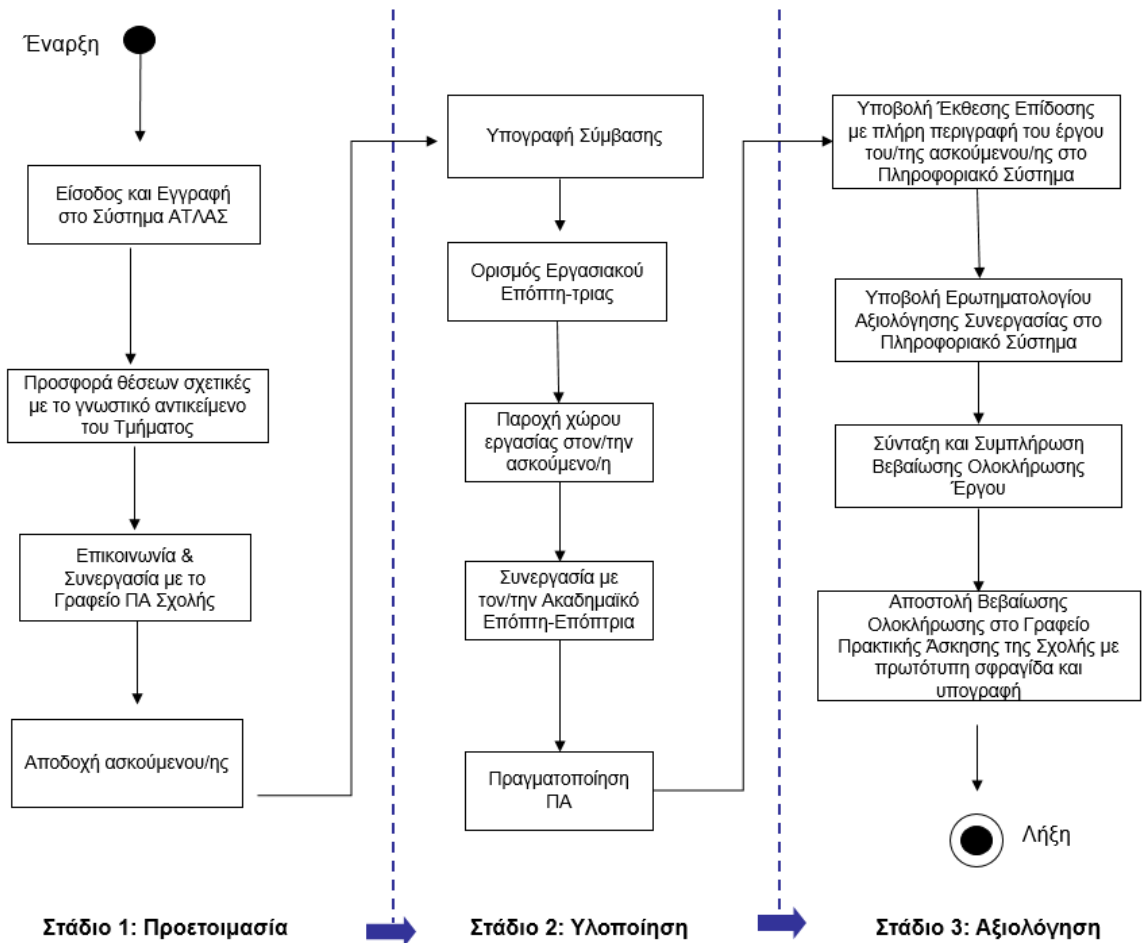 Έναρξη
Είσοδος και Εγγραφή
στο Σύστημα ΑΤΛΑΣ
Προσφορά θέσεων σχετικές
με το γνωστικό αντικείμενο
του Τμήματος
Επικοινωνία &
Συνεργασία με το
Γραφείο ΠΑ Σχολής
Αποδοχή ασκούμενου/ης
Στάδιο 1: Προετοιμασία
Υπογραφή Σύμβασης
Ορισμός Εργασιακού
Επόπτη-τριας
Παροχή χώρου
εργασίας στον/την
ασκούμενο/η
Συνεργασία με
τον/την Ακαδημαϊκό
Επόπτη-Επόπτρια
Πραγματοποίηση
ΠΑ
Στάδιο 2: Υλοποίηση
Υποβολή Έκθεσης Επίδοσης
με πλήρη περιγραφή του έργου
του/της ασκούμενου/ης στο
Πληροφοριακό Σύστημα
Υποβολή Ερωτηματολογίου
Αξιολόγησης Συνεργασίας στο
Πληροφοριακό Σύστημα
Σύνταξη και Συμπλήρωση
Βεβαίωσης Ολοκλήρωσης
Έργου
Αποστολή Βεβαίωσης
Ολοκλήρωσης στο Γραφείο
Πρακτικής Άσκησης της Σχολής με
πρωτότυπη σφραγίδα και
υπογραφή
Λήξη
Στάδιο 3: Αξιολόγηση